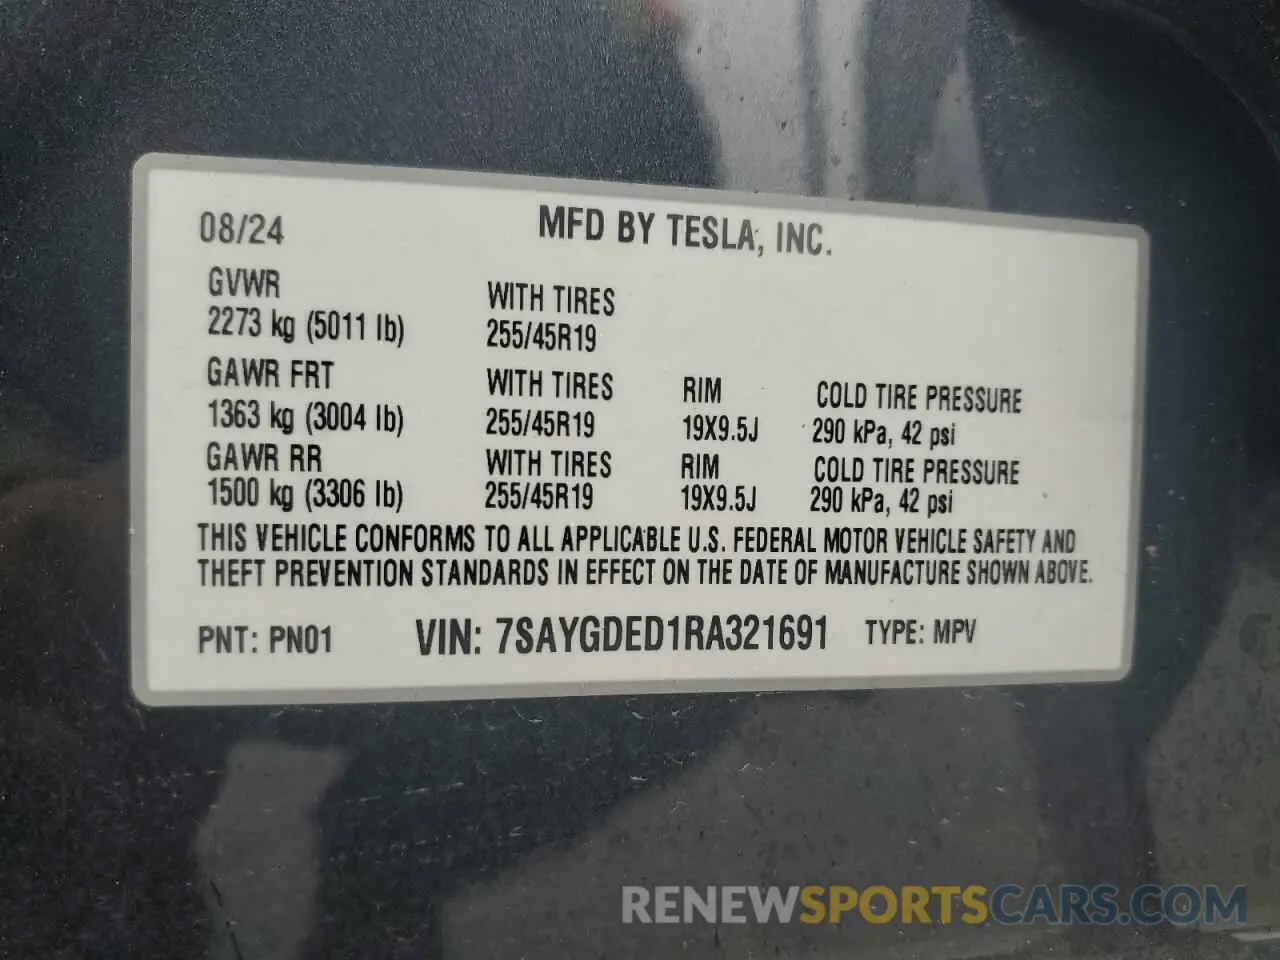 08/24 MFD BY TESLA, INC.
GVWR
2273 kg (5011 lb)
WITH TIRES
255/45R19
GAWR FRT
1363 kg (3004 lb)
WITH TIRES
255/45R19
RIM
19X9.5J
COLD TIRE PRESSURE
290 kPa, 42 psi
GAWR RR
1500 kg (3306 lb)
WITH TIRES
255/45R19
RIM
19X9.5J
COLD TIRE PRESSURE
290 kPa, 42 psi
THIS VEHICLE CONFORMS TO ALL APPLICABLE U.S. FEDERAL MOTOR VEHICLE SAFETY AND
THEFT PREVENTION STANDARDS IN EFFECT ON THE DATE OF MANUFACTURE SHOWN ABOVE.
PNT: PN01 VIN: 7SAYGDED1RA321691 TYPE: MPV
RENEWSPORTSCARS.COM